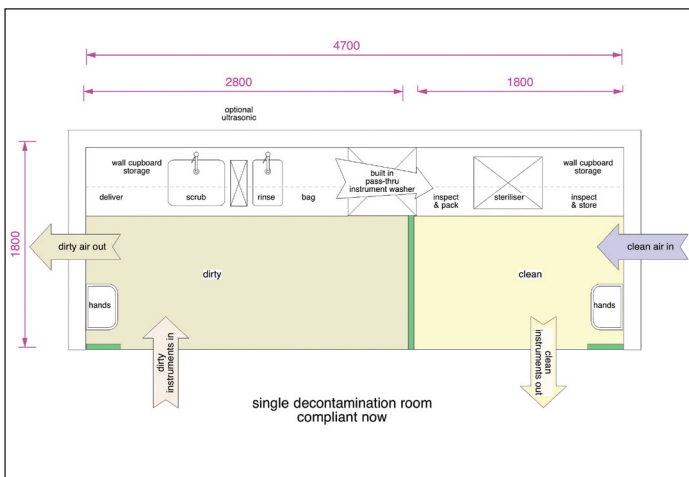 4700
2800
1800
optional
ultrasonic
wall cupboard
storage
deliver
scrub
rinse
bag
built in
pass-thru
instrument washer
inspect
& pack
steriliser
wall cupboard
storage
inspect
& store
1800
dirty air out
dirty
clean
clean air in
hands
hands
dirty
instruments in
clean
instruments out
single decontamination room
compliant now